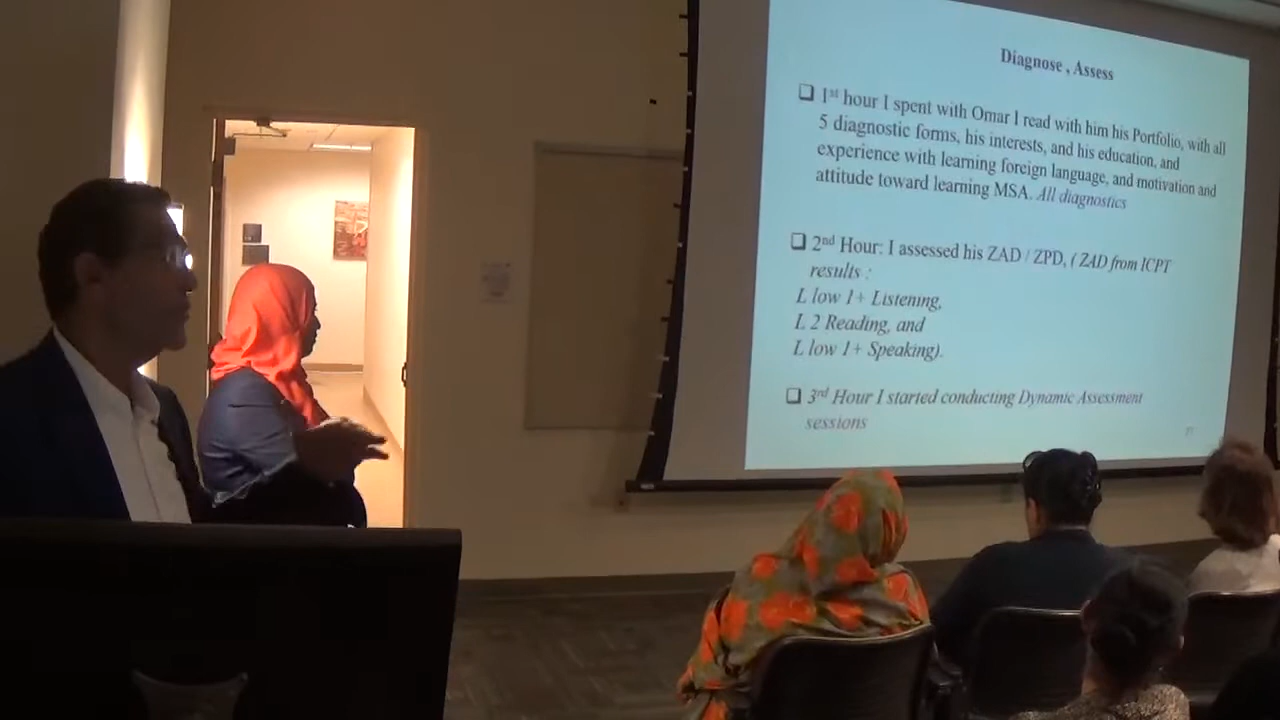 Diagnose , Assess
❑ 1st hour I spent with Omar I read with him his Portfolio, with all
5 diagnostic forms, his interests, and his education, and
experience with learning foreign language, and motivation and
attitude toward learning MSA. All diagnostics
❑ 2nd Hour: I assessed his ZAD / ZPD, ( ZAD from ICPT
results :
L low 1+ Listening,
L 2 Reading, and
L low 1+ Speaking).
❑ 3rd Hour I started conducting Dynamic Assessment
sessions